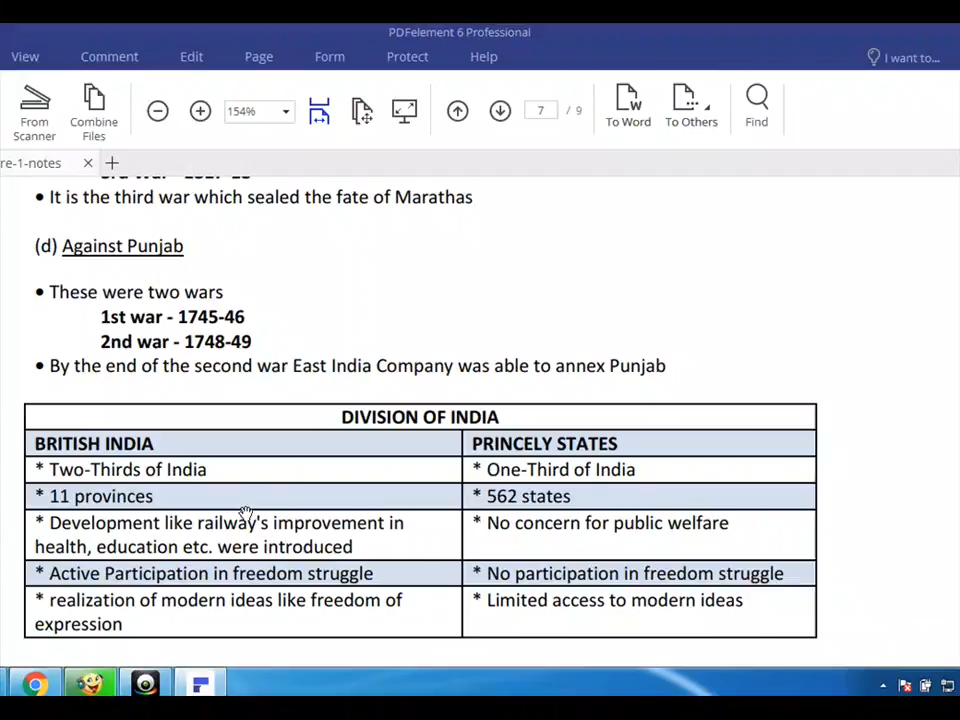 PDFelement 6 Professional
View Comment Edit Page Form Protect Help I want to...
From Scanner
Combine Files
154%
7 / 9
To Word
To Others
Find
re-1-notes
• It is the third war which sealed the fate of Marathas
(d) Against Punjab
• These were two wars
1st war - 1745-46
2nd war - 1748-49
• By the end of the second war East India Company was able to annex Punjab
DIVISION OF INDIA
BRITISH INDIA PRINCELY STATES
* Two-Thirds of India * One-Third of India
* 11 provinces * 562 states
* Development like railway's improvement in * No concern for public welfare
health, education etc. were introduced
* Active Participation in freedom struggle * No participation in freedom struggle
* realization of modern ideas like freedom of * Limited access to modern ideas
expression